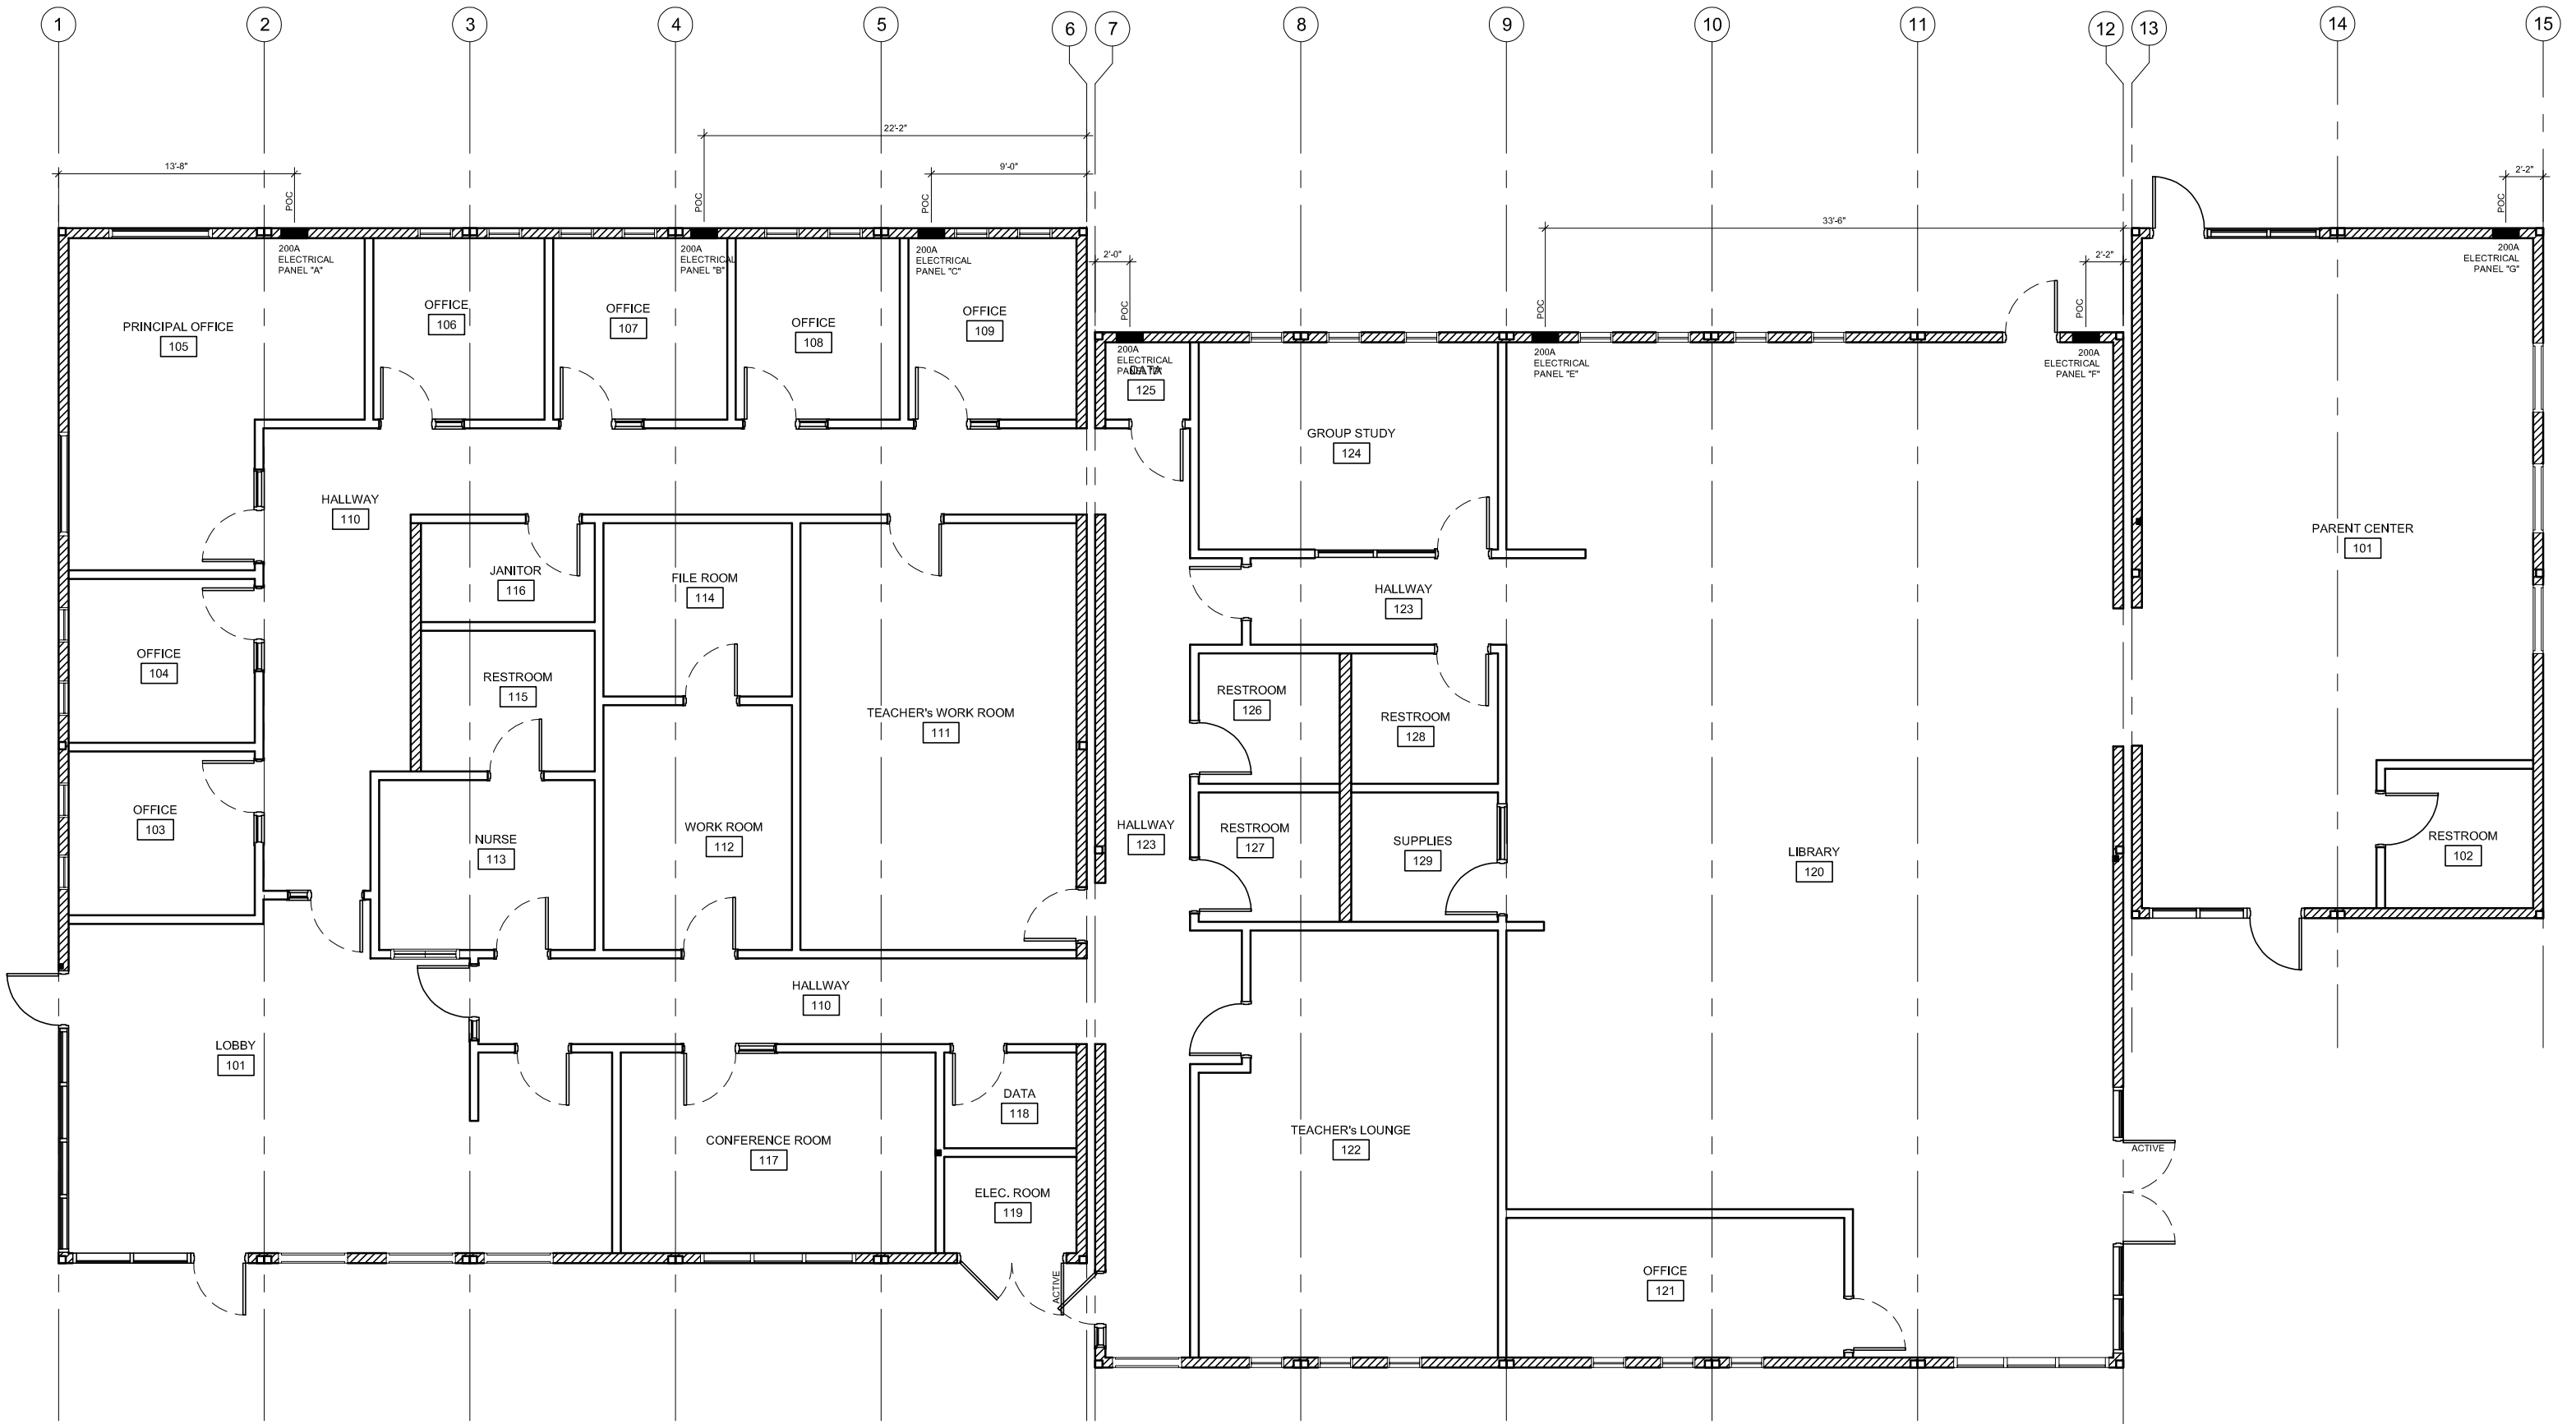 1
2
3
4
5
6
7
8
9
10
11
12
13
14
15
22'-2"
13'-8"
9'-0"
2'-2"
POC
POC
POC
POC
33'-6"
200A
ELECTRICAL
PANEL "A"
200A
ELECTRICAL
PANEL "B"
200A
ELECTRICAL
PANEL "C"
2'-0"
2'-2"
200A
ELECTRICAL
PANEL "G"
POC
POC
POC
OFFICE
106
OFFICE
107
OFFICE
108
OFFICE
109
PRINCIPAL OFFICE
105
200A
ELECTRICAL
DATA
125
200A
ELECTRICAL
PANEL "E"
200A
ELECTRICAL
PANEL "F"
GROUP STUDY
124
HALLWAY
110
PARENT CENTER
101
JANITOR
116
FILE ROOM
114
HALLWAY
123
OFFICE
104
RESTROOM
115
TEACHER's WORK ROOM
111
RESTROOM
126
RESTROOM
128
OFFICE
103
NURSE
113
WORK ROOM
112
HALLWAY
123
RESTROOM
127
SUPPLIES
129
LIBRARY
120
RESTROOM
102
HALLWAY
110
LOBBY
101
DATA
118
CONFERENCE ROOM
117
TEACHER's LOUNGE
122
ACTIVE
ELEC. ROOM
119
ACTIVE
OFFICE
121